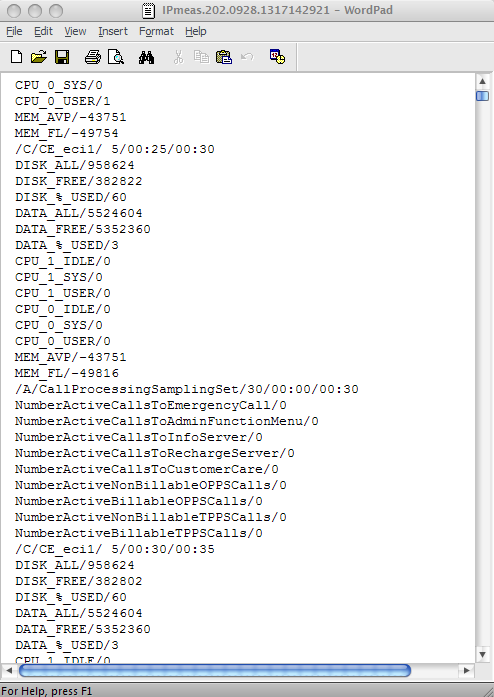 IPmeas.202.0928.1317142921 - WordPad
File Edit View Insert Format Help
CPU_0_SYS/0
CPU_0_USER/1
MEM_AVP/-43751
MEM_FL/-49754
/C/CE_eci1/ 5/00:25/00:30
DISK_ALL/958624
DISK_FREE/382822
DISK_%_USED/60
DATA_ALL/5524604
DATA_FREE/5352360
DATA_%_USED/3
CPU_1_IDLE/0
CPU_1_SYS/0
CPU_1_USER/0
CPU_0_IDLE/0
CPU_0_SYS/0
CPU_0_USER/0
MEM_AVP/-43751
MEM_FL/-49816
/A/CallProcessingSamplingSet/30/00:00/00:30
NumberActiveCallsToEmergencyCall/0
NumberActiveCallsToAdminFunctionMenu/0
NumberActiveCallsToInfoServer/0
NumberActiveCallsToRechargeServer/0
NumberActiveCallsToCustomerCare/0
NumberActiveNonBillableOPPSCalls/0
NumberActiveBillableOPPSCalls/0
NumberActiveNonBillableTPPSCalls/0
NumberActiveBillableTPPSCalls/0
/C/CE_eci1/ 5/00:30/00:35
DISK_ALL/958624
DISK_FREE/382802
DISK_%_USED/60
DATA_ALL/5524604
DATA_FREE/5352360
DATA_%_USED/3
CPU_1_IDLE/0
For Help, press F1